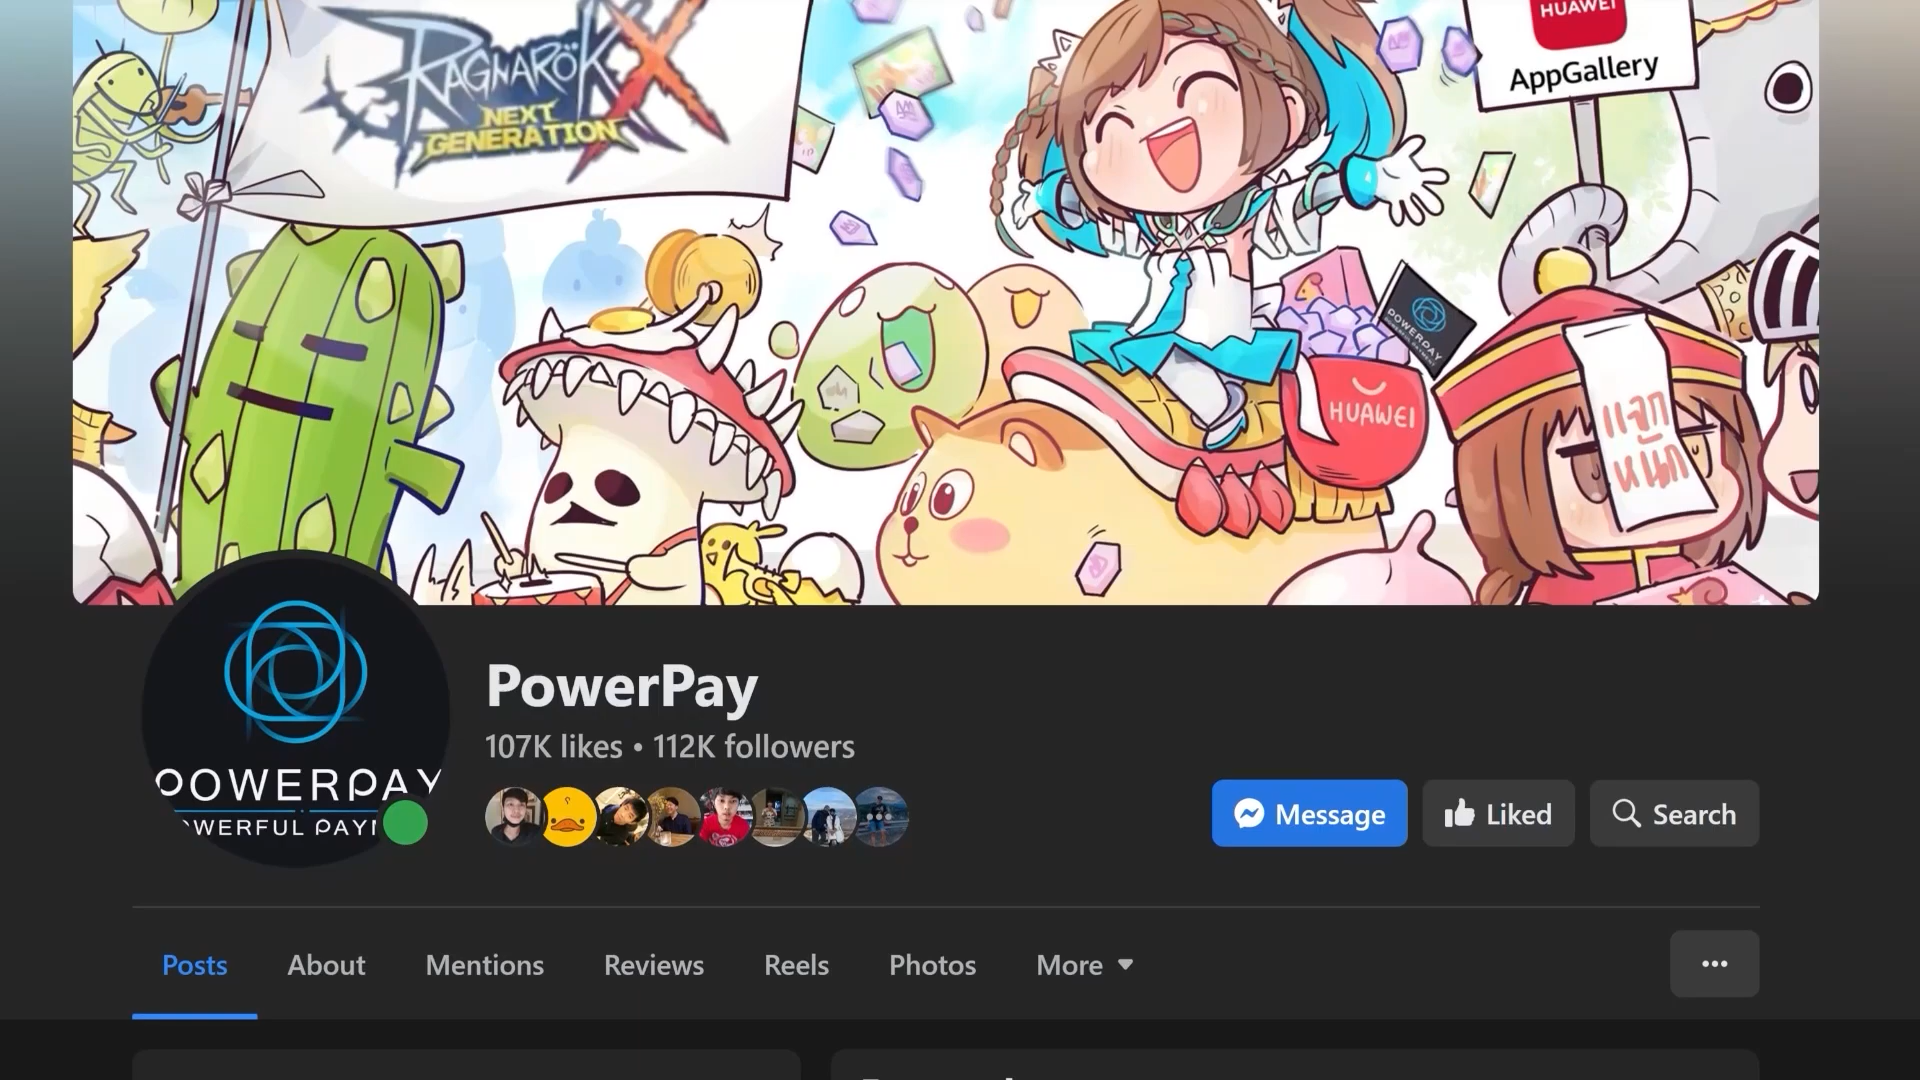 RAGNARÖK X
NEXT
GENERATION
HUAWEI
AppGallery
POWERPAY
HUAWEI
แจก
หนัก
POWERPAY
PowerPay
107K likes • 112K followers
Message
Liked
Search
Posts
About
Mentions
Reviews
Reels
Photos
More